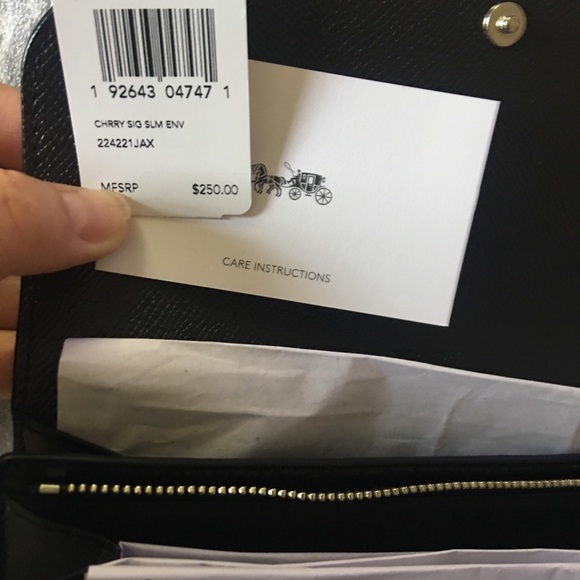 1 92643 04747 1
CHRRY SIG SLM ENV
224221JAX
MFSRP $250.00
CARE INSTRUCTIONS